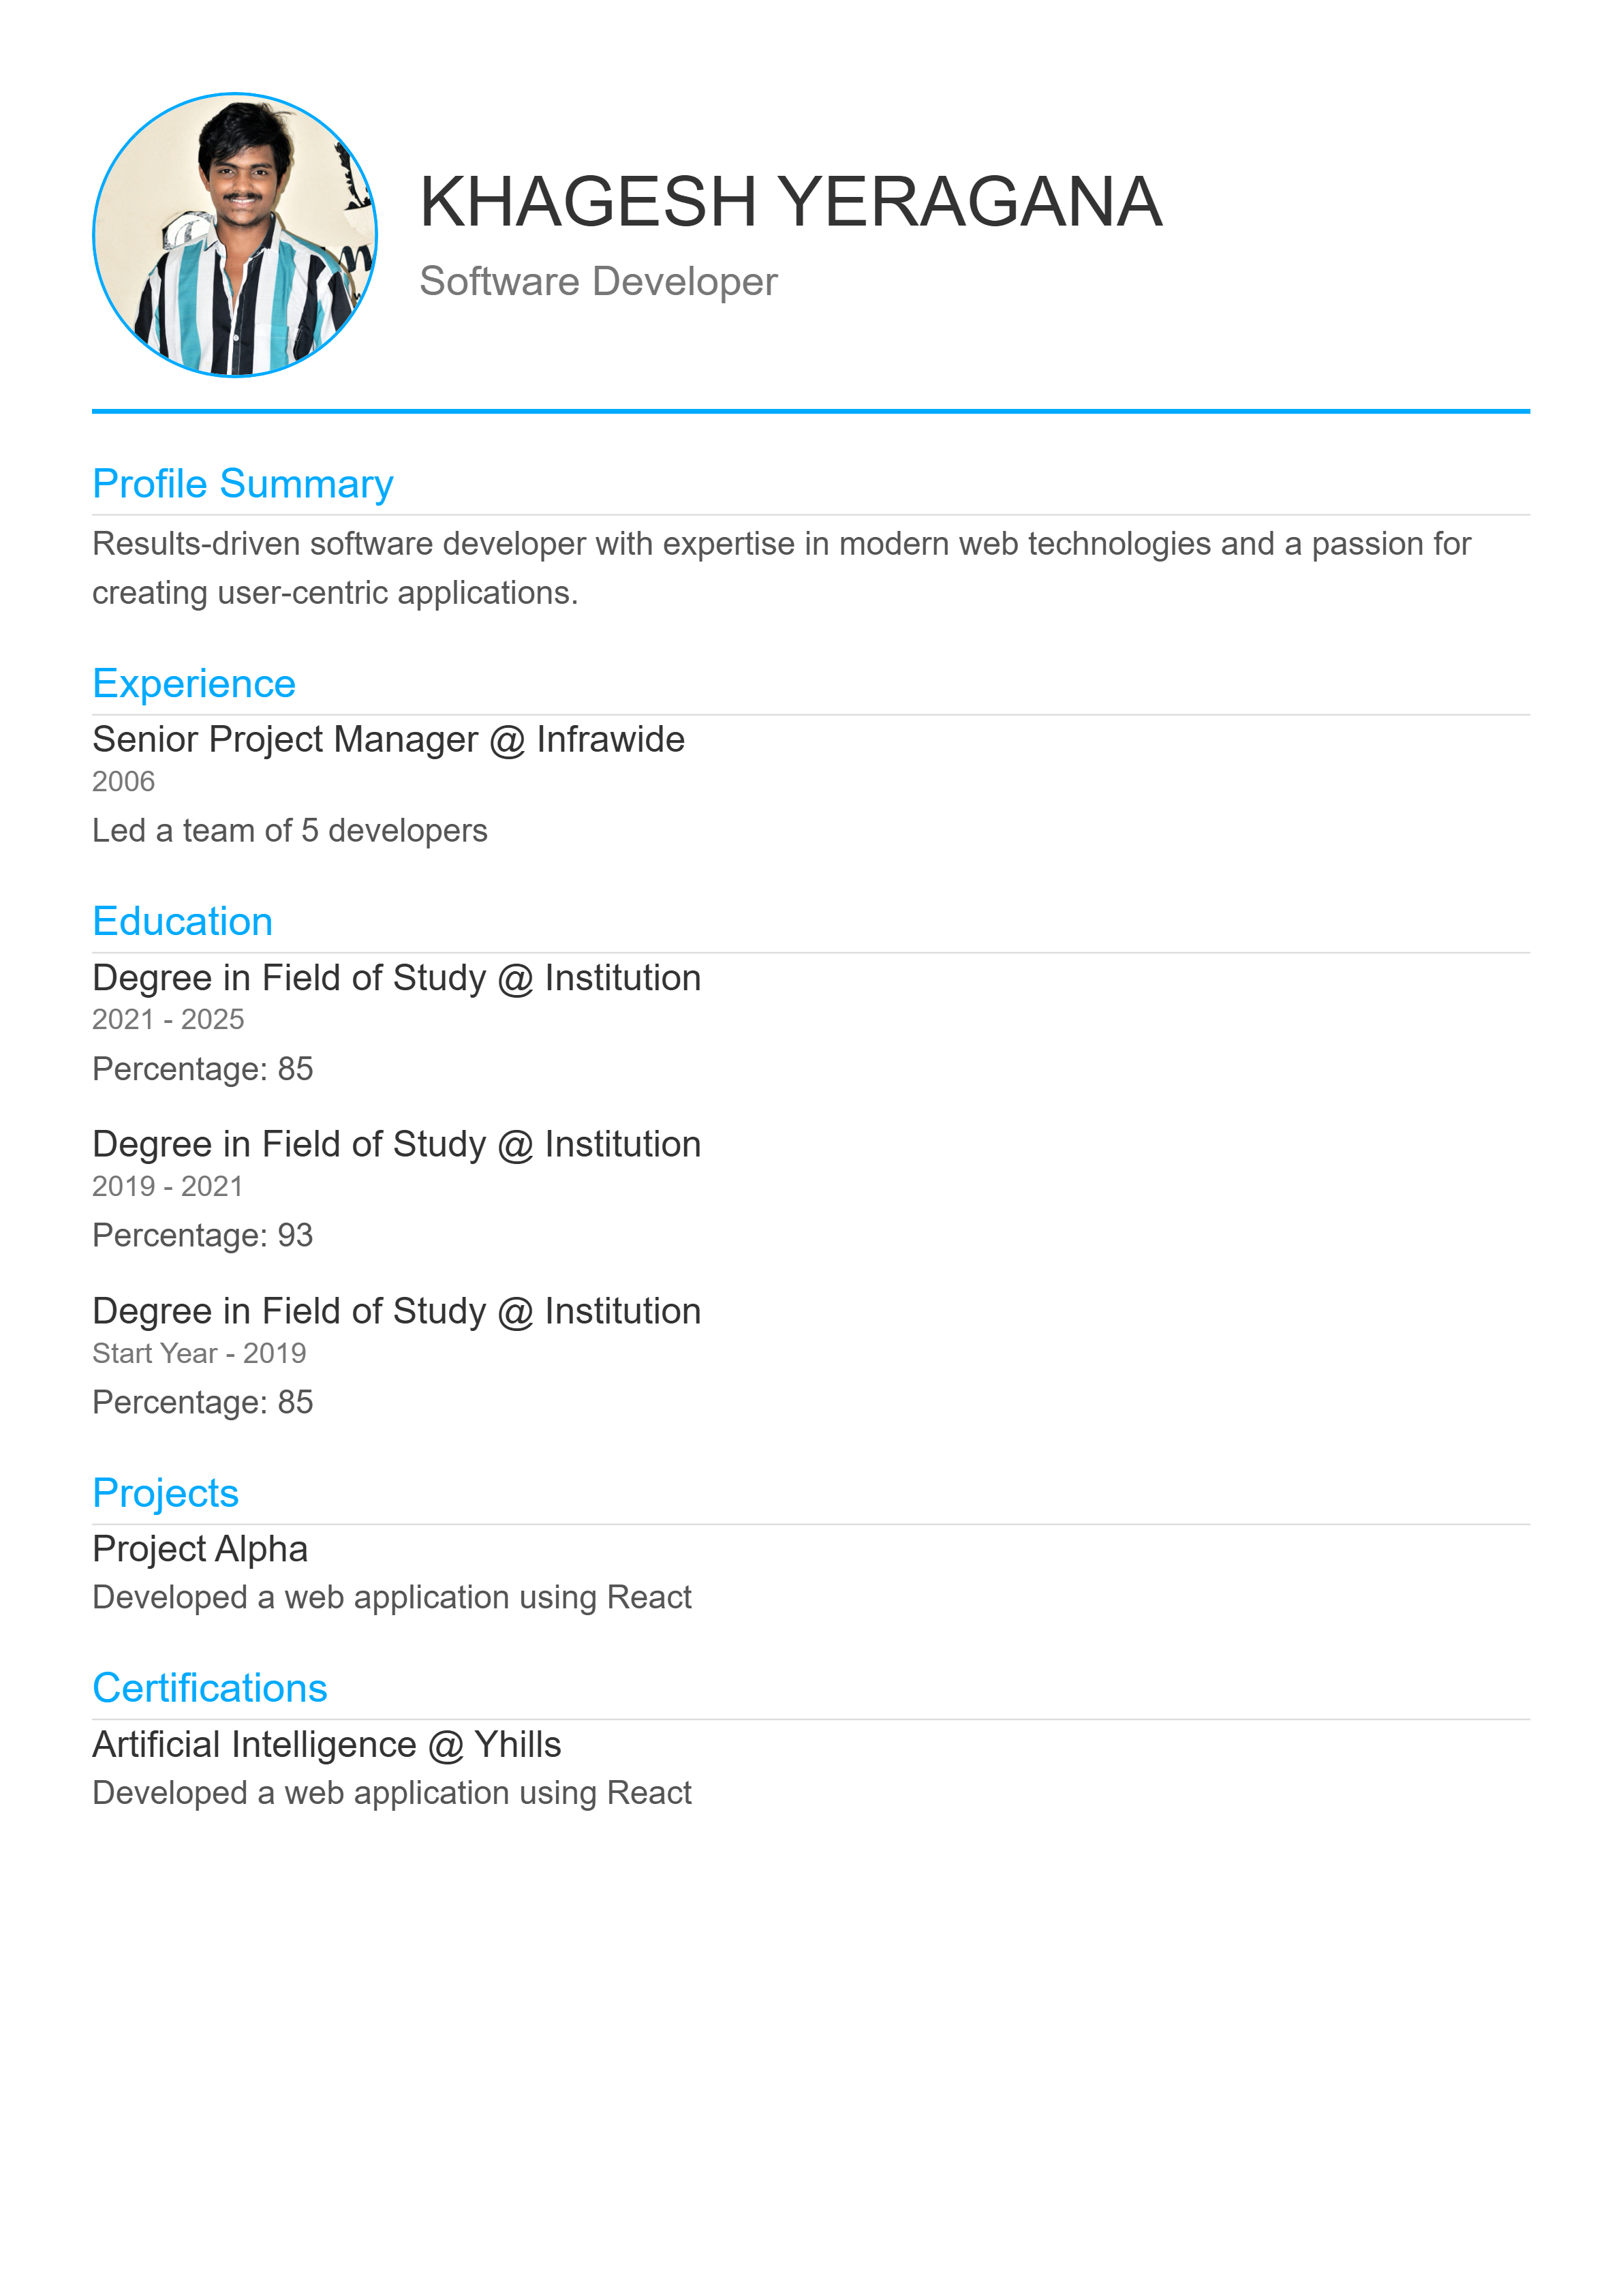 KHAGESH YERAGANA
Software Developer
Profile Summary
Results-driven software developer with expertise in modern web technologies and a passion for
creating user-centric applications.
Experience
Senior Project Manager @ Infrawide
2006
Led a team of 5 developers
Education
Degree in Field of Study @ Institution
2021 - 2025
Percentage: 85
Degree in Field of Study @ Institution
2019 - 2021
Percentage: 93
Degree in Field of Study @ Institution
Start Year - 2019
Percentage: 85
Projects
Project Alpha
Developed a web application using React
Certifications
Artificial Intelligence @ Yhills
Developed a web application using React